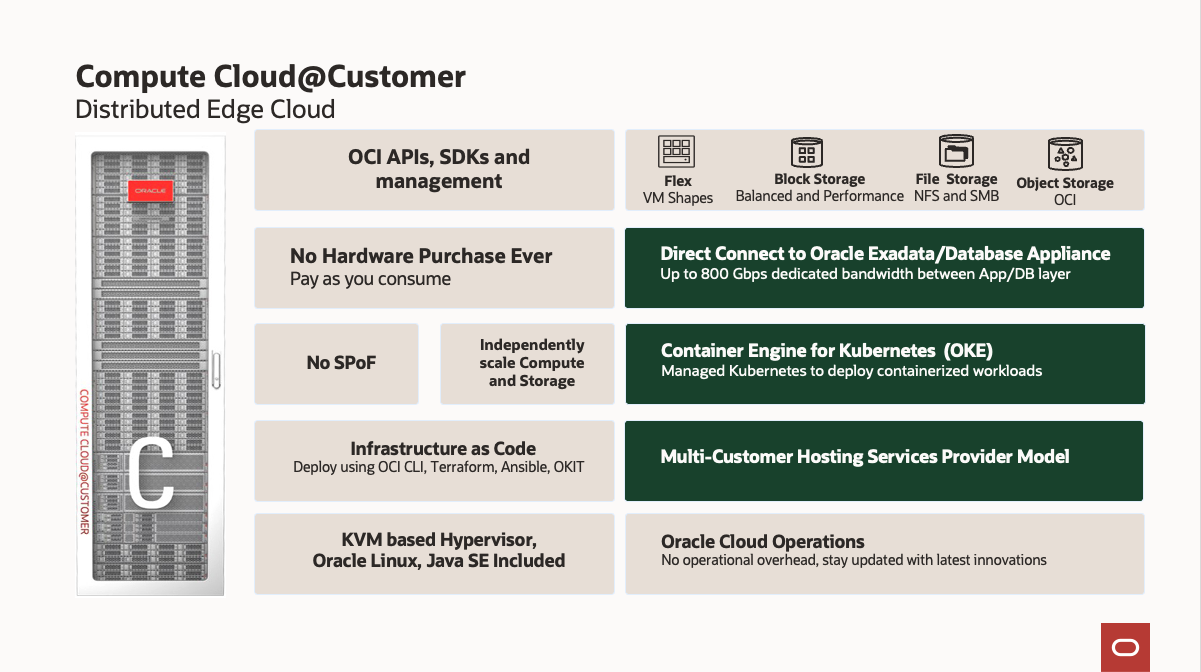 Compute Cloud@Customer
Distributed Edge Cloud
ORACLE
COMPUTE CLOUD@CUSTOMER
C
OCI APIs, SDKs and
management
Flex
VM Shapes
Block Storage
Balanced and Performance
File Storage
NFS and SMB
Object Storage
OCI
No Hardware Purchase Ever
Pay as you consume
Direct Connect to Oracle Exadata/Database Appliance
Up to 800 Gbps dedicated bandwidth between App/DB layer
No SPoF
Independently
scale Compute
and Storage
Container Engine for Kubernetes (OKE)
Managed Kubernetes to deploy containerized workloads
Infrastructure as Code
Deploy using OCI CLI, Terraform, Ansible, OKIT
Multi-Customer Hosting Services Provider Model
KVM based Hypervisor,
Oracle Linux, Java SE Included
Oracle Cloud Operations
No operational overhead, stay updated with latest innovations